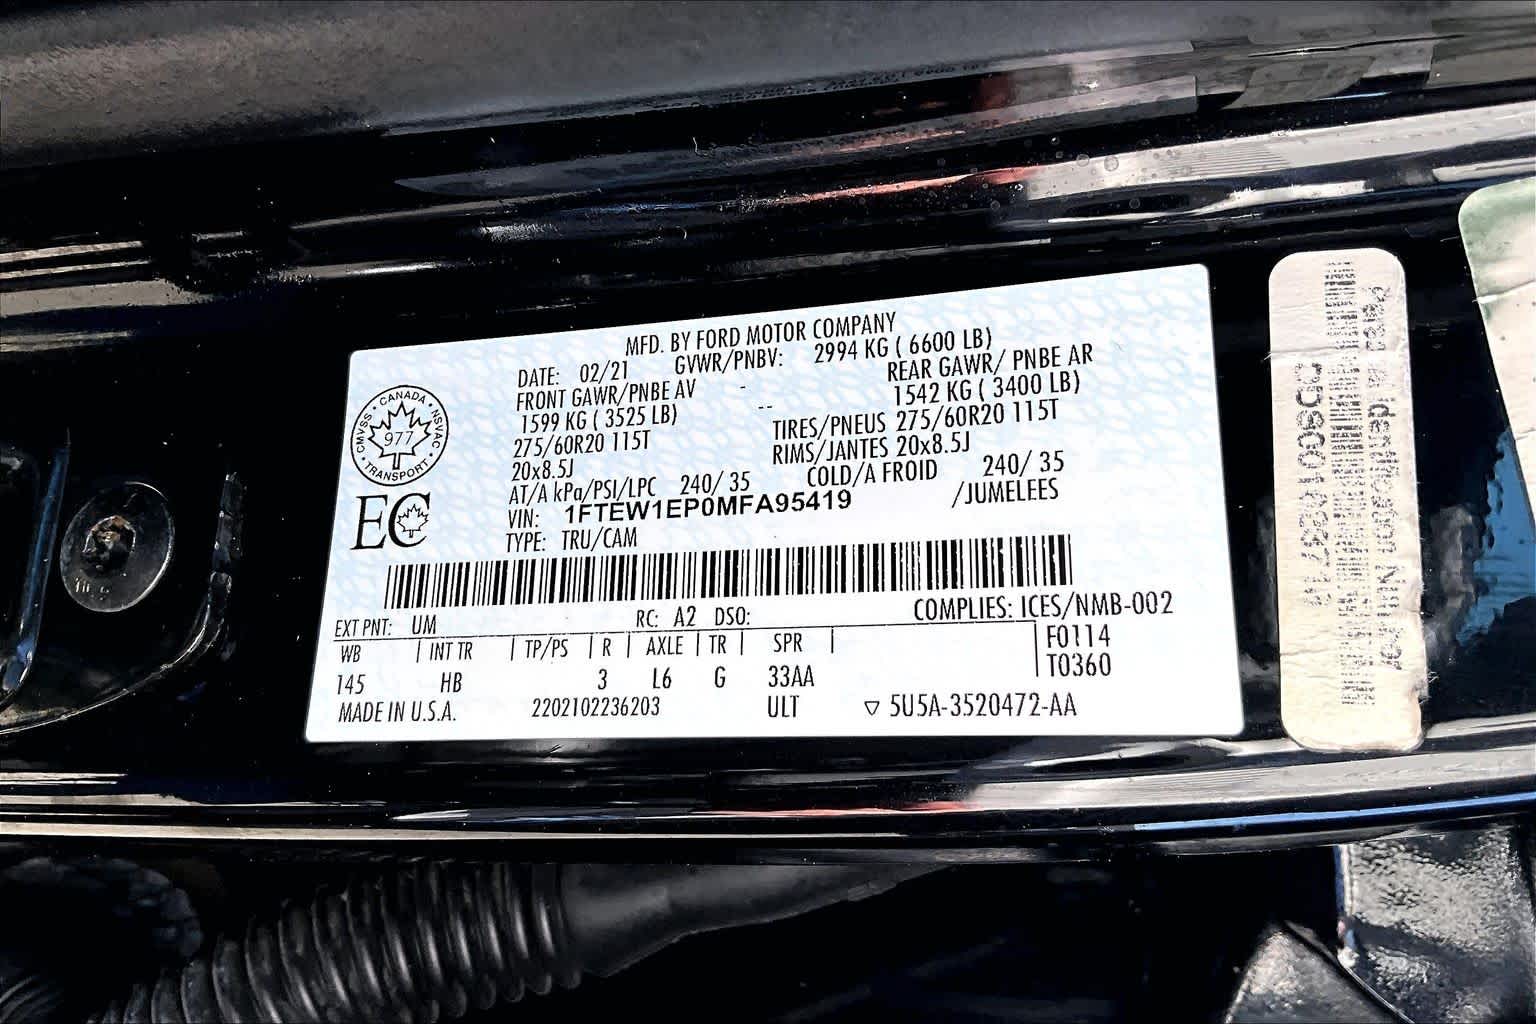 MFD. BY FORD MOTOR COMPANY
DATE: 02/21 GVWR/PNBV: 2994 KG ( 6600 LB)
FRONT GAWR/PNBE AV - REAR GAWR/ PNBE AR
1599 KG ( 3525 LB) -- 1542 KG ( 3400 LB)
275/60R20 115T TIRES/PNEUS 275/60R20 115T
20x8.5J RIMS/JANTES 20x8.5J
AT/A kPa/PSI/LPC 240/ 35 COLD/A FROID 240/ 35
VIN: 1FTEW1EP0MFA95419 /JUMELEES
TYPE: TRU/CAM
CMVSS · CANADA · NSVAC · TRANSPORT ·
977
EC
EXT PNT: UM RC: A2 DSO: COMPLIES: ICES/NMB-002
WB | INT TR | TP/PS | R | AXLE | TR | SPR | F0114
145 HB 3 L6 G 33AA T0360
MADE IN U.S.A. 2202102236203 ULT ▽ 5U5A-3520472-AA